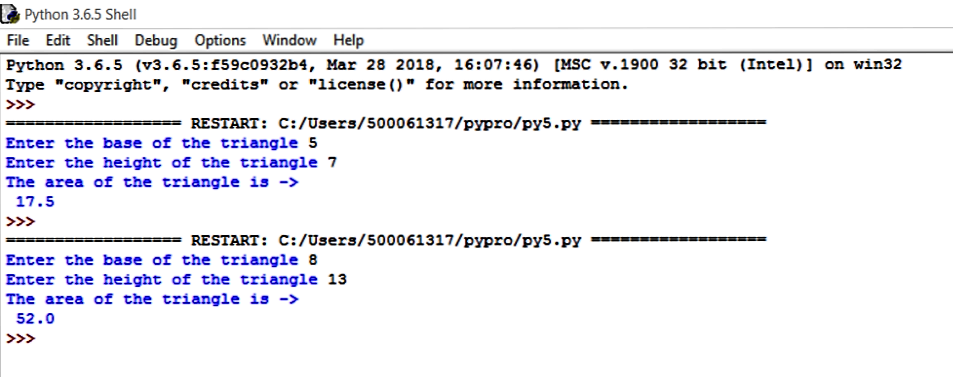 Python 3.6.5 Shell
File Edit Shell Debug Options Window Help
Python 3.6.5 (v3.6.5:f59c0932b4, Mar 28 2018, 16:07:46) [MSC v.1900 32 bit (Intel)] on win32
Type "copyright", "credits" or "license()" for more information.
>>>
================== RESTART: C:/Users/500061317/pypro/py5.py ==================
Enter the base of the triangle 5
Enter the height of the triangle 7
The area of the triangle is ->
 17.5
>>>
================== RESTART: C:/Users/500061317/pypro/py5.py ==================
Enter the base of the triangle 8
Enter the height of the triangle 13
The area of the triangle is ->
 52.0
>>>